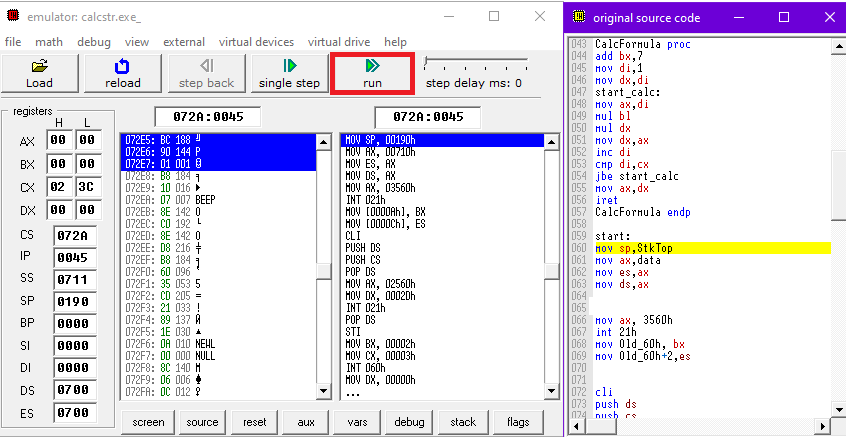 emulator: calcstr.exe_
file math debug view external virtual devices virtual drive help
Load reload step back single step run step delay ms: 0
registers
H L
AX 00 00
BX 00 00
CX 02 3C
DX 00 00
CS 072A
IP 0045
SS 0711
SP 0190
BP 0000
SI 0000
DI 0000
DS 0700
ES 0700
072A:0045 072A:0045
072E5: BC 188 ╝
072E6: 90 144 P
072E7: 01 001 ☺
072E8: B8 184 ╕
072E9: 10 016 ►
072EA: 07 007 BEEP
072EB: 8E 142 О
072EC: C0 192 └
072ED: 8E 142 О
072EE: D8 216 ╪
072EF: B8 184 ╕
072F0: 60 096 `
072F1: 35 053 5
072F2: CD 205 =
072F3: 21 033 !
072F4: 89 137 Й
072F5: 1E 030 ▲
072F6: 0A 010 NEWL
072F7: 00 000 NULL
072F8: 8C 140 М
072F9: 06 006 ♠
072FA: 0C 012 ♀
MOV SP, 00190h
MOV AX, 00710h
MOV ES, AX
MOV DS, AX
MOV AX, 03560h
INT 021h
MOV [0000Ah], BX
MOV [0000Ch], ES
CLI
PUSH DS
PUSH CS
POP DS
MOV AX, 02560h
MOV DX, 0002Dh
INT 021h
POP DS
STI
MOV BX, 00002h
MOV CX, 00003h
INT 060h
MOV DX, 00000h
...
screen source reset aux vars debug stack flags
original source code
043 CalcFormula proc
044 add bx,7
045 mov di,1
046 mov dx,di
047 start_calc:
048 mov ax,di
049 mul bl
050 mul dx
051 mov dx,ax
052 inc di
053 cmp di,cx
054 jbe start_calc
055 mov ax,dx
056 iret
057 CalcFormula endp
058
059 start:
060 mov sp,StkTop
061 mov ax,data
062 mov es,ax
063 mov ds,ax
064
065
066 mov ax, 3560h
067 int 21h
068 mov Old_60h, bx
069 mov Old_60h+2,es
070
071
072 cli
073 push ds
074 push cs